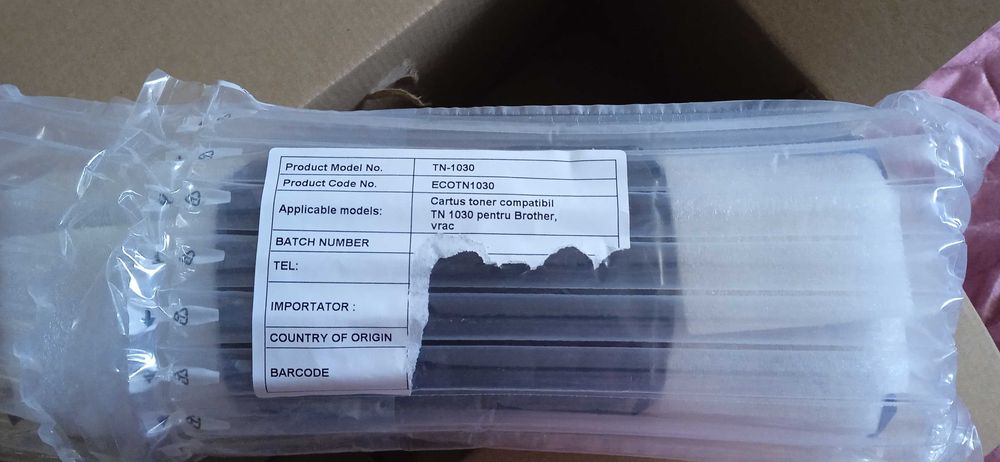 Product Model No. TN-1030
Product Code No. ECOTN1030
Applicable models: Cartus toner compatibil
TN 1030 pentru Brother,
vrac
BATCH NUMBER
TEL:
IMPORTATOR :
COUNTRY OF ORIGIN
BARCODE